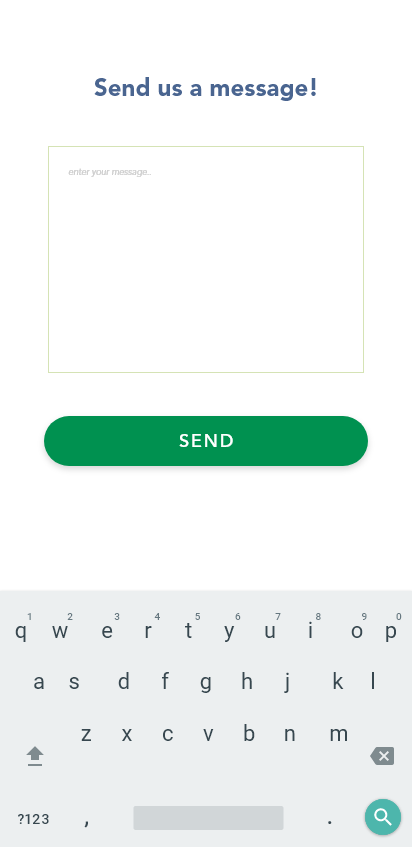 Send us a message!
enter your message..
SEND
1 2 3 4 5 6 7 8 9 0
q w e r t y u i o p
a s d f g h j k l
z x c v b n m
?123 , .